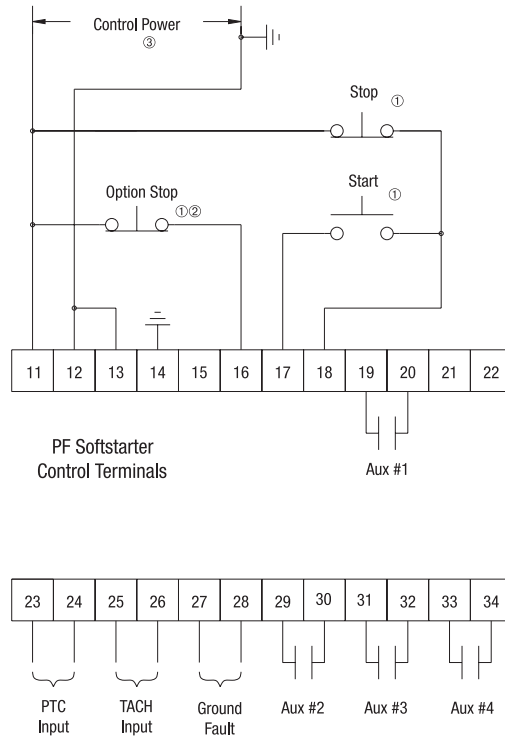 Control Power
③
Stop ①
Start ①
Option Stop ①②
11 12 13 14 15 16 17 18 19 20 21 22
PF Softstarter
Control Terminals
Aux #1
23 24 25 26 27 28 29 30 31 32 33 34
PTC
Input
TACH
Input
Ground
Fault
Aux #2
Aux #3
Aux #4